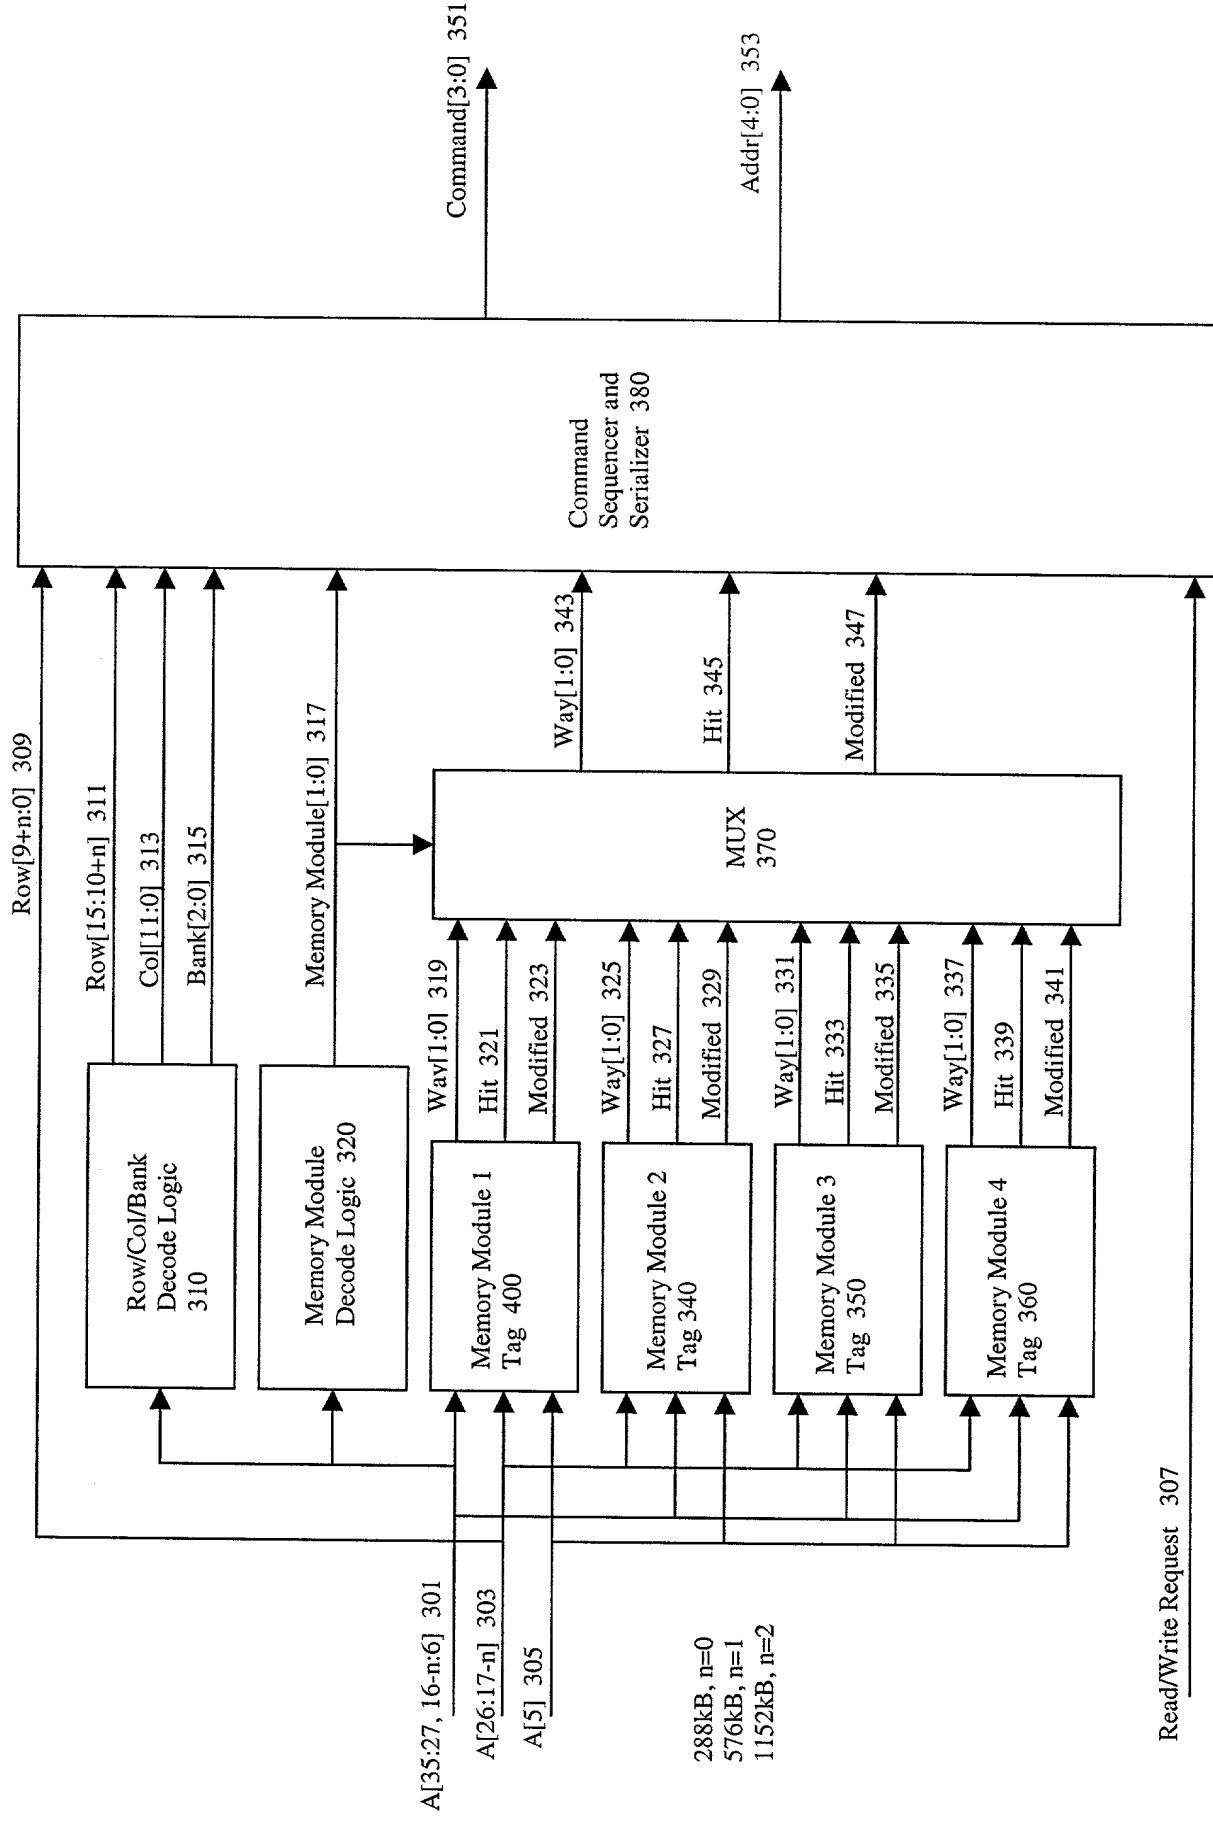 Row[9+n:0] 309
Row[15:10+n] 311
Col[11:0] 313
Bank[2:0] 315
Memory Module[1:0] 317
Row/Col/Bank
Decode Logic
310
Memory Module
Decode Logic 320
Memory Module 1
Tag 400
Way[1:0] 319
Hit 321
Modified 323
Memory Module 2
Tag 340
Way[1:0] 325
Hit 327
Modified 329
Memory Module 3
Tag 350
Way[1:0] 331
Hit 333
Modified 335
Memory Module 4
Tag 360
Way[1:0] 337
Hit 339
Modified 341
MUX
370
Way[1:0] 343
Hit 345
Modified 347
Command
Sequencer and
Serializer 380
Command[3:0] 351
Addr[4:0] 353
A[35:27, 16-n:6] 301
A[26:17-n] 303
A[5] 305
288kB, n=0
576kB, n=1
1152kB, n=2
Read/Write Request 307